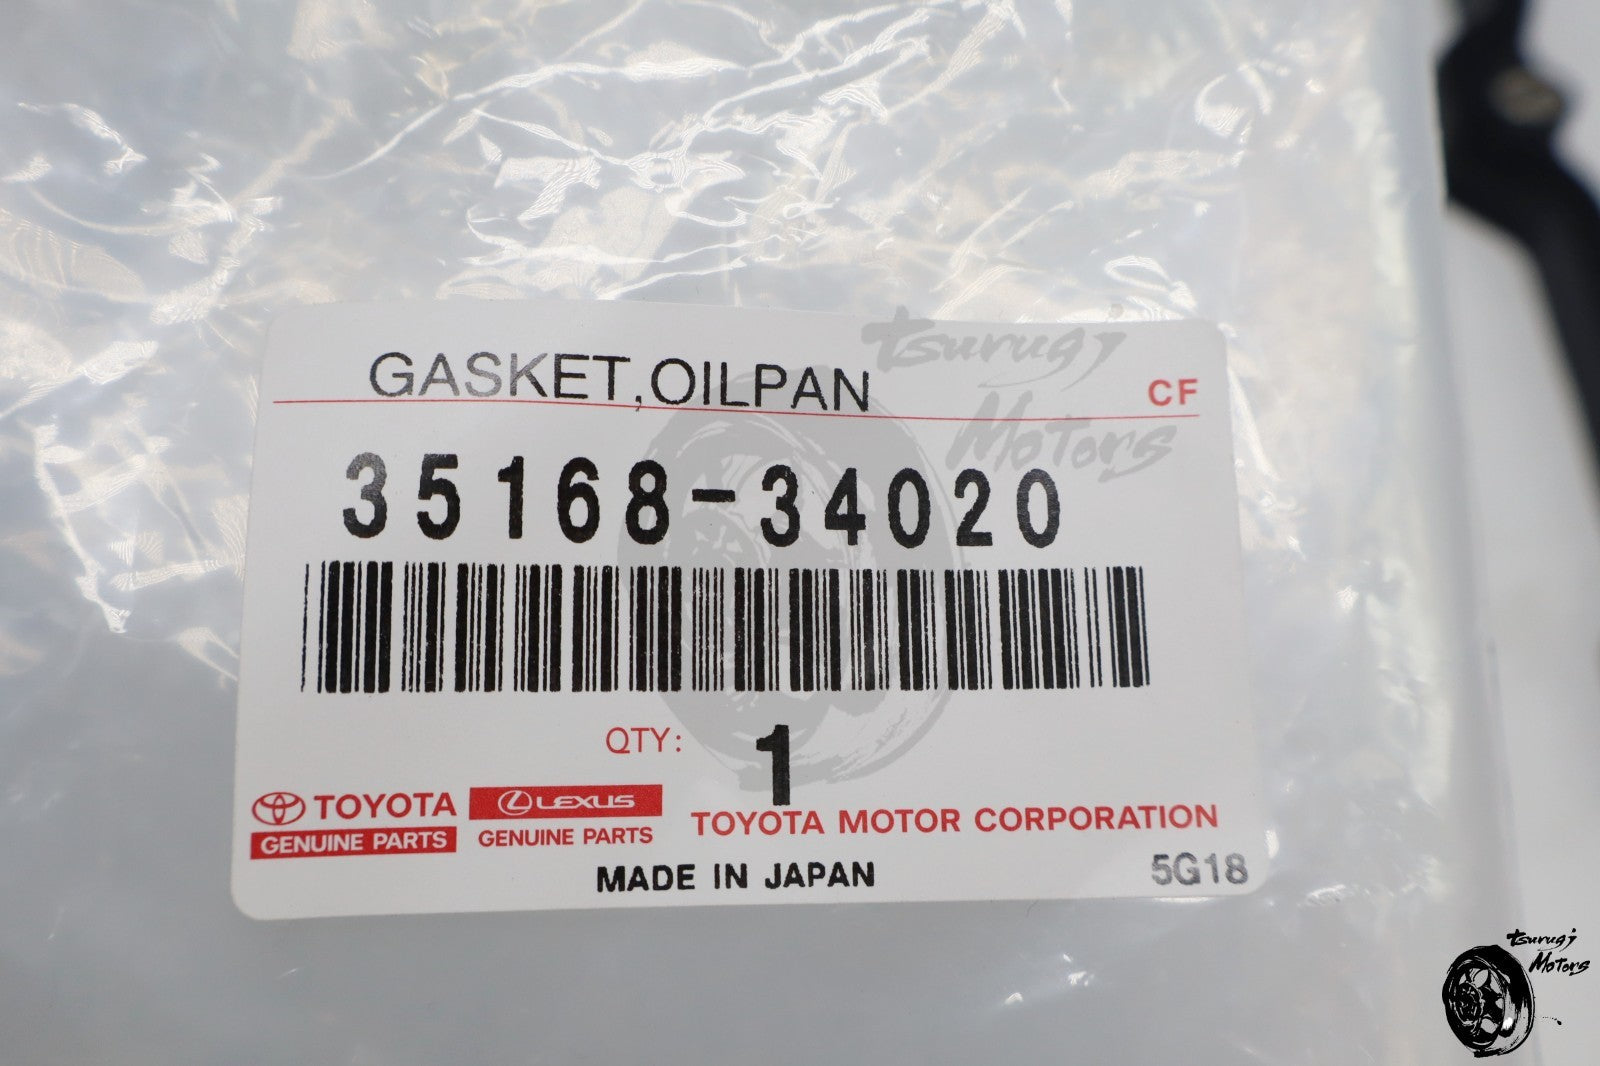 GASKET,OILPAN
CF
35168-34020
QTY: 1
TOYOTA
GENUINE PARTS
LEXUS
GENUINE PARTS
TOYOTA MOTOR CORPORATION
MADE IN JAPAN
5G18
tsurugi
Motors
tsurugi
Motors